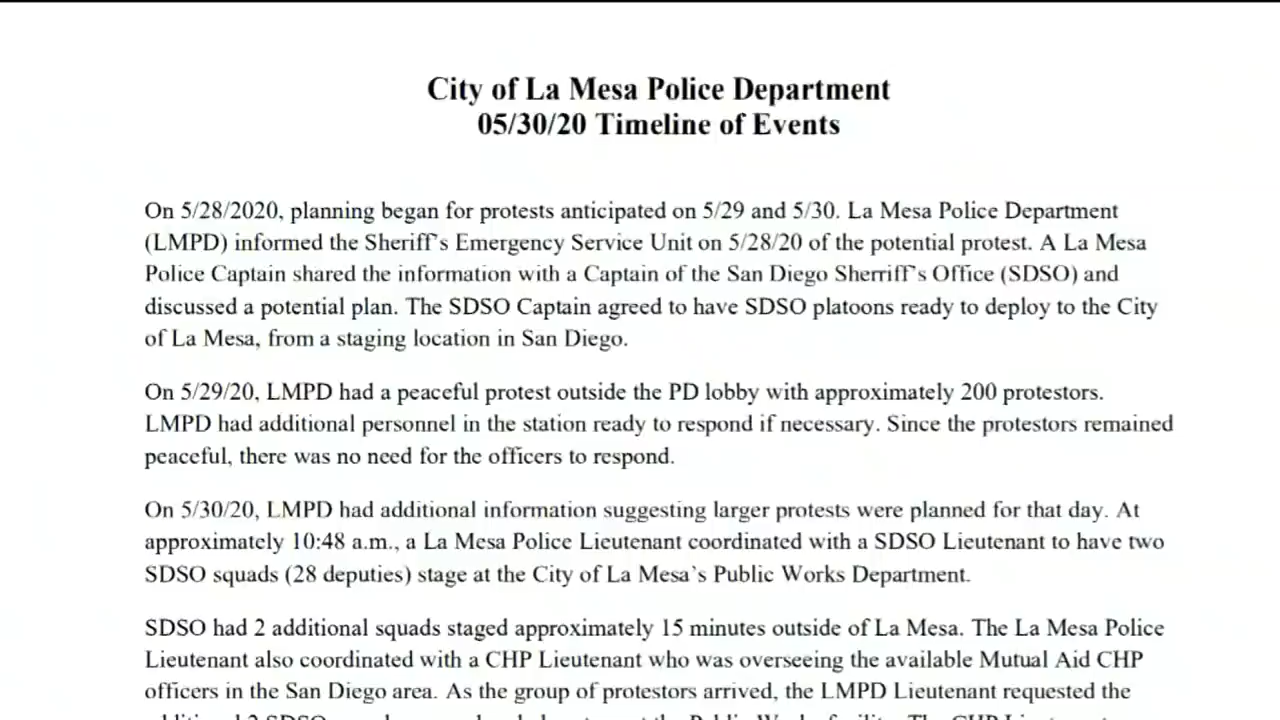 City of La Mesa Police Department
05/30/20 Timeline of Events
On 5/28/2020, planning began for protests anticipated on 5/29 and 5/30. La Mesa Police Department
(LMPD) informed the Sheriff's Emergency Service Unit on 5/28/20 of the potential protest. A La Mesa
Police Captain shared the information with a Captain of the San Diego Sherriff's Office (SDSO) and
discussed a potential plan. The SDSO Captain agreed to have SDSO platoons ready to deploy to the City
of La Mesa, from a staging location in San Diego.
On 5/29/20, LMPD had a peaceful protest outside the PD lobby with approximately 200 protestors.
LMPD had additional personnel in the station ready to respond if necessary. Since the protestors remained
peaceful, there was no need for the officers to respond.
On 5/30/20, LMPD had additional information suggesting larger protests were planned for that day. At
approximately 10:48 a.m., a La Mesa Police Lieutenant coordinated with a SDSO Lieutenant to have two
SDSO squads (28 deputies) stage at the City of La Mesa's Public Works Department.
SDSO had 2 additional squads staged approximately 15 minutes outside of La Mesa. The La Mesa Police
Lieutenant also coordinated with a CHP Lieutenant who was overseeing the available Mutual Aid CHP
officers in the San Diego area. As the group of protestors arrived, the LMPD Lieutenant requested the